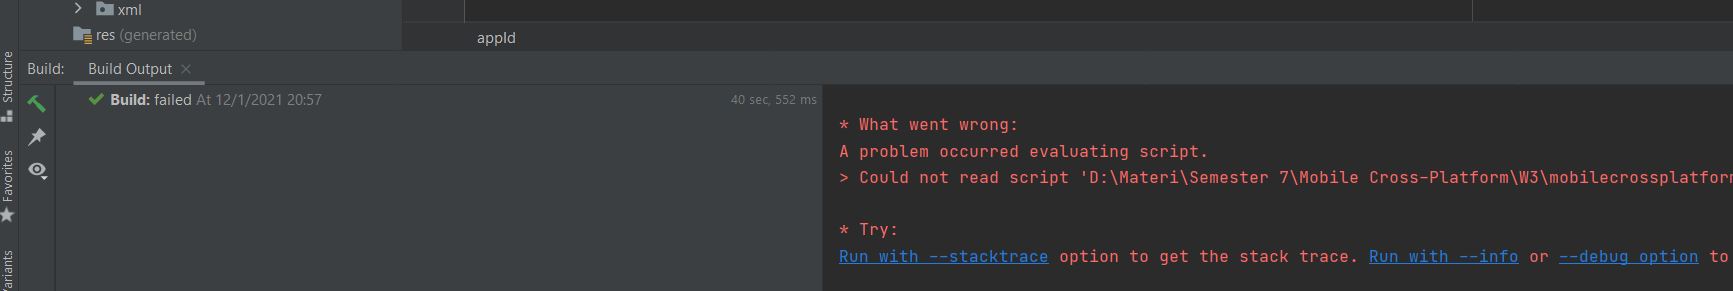 xml
res (generated)
appId
Structure
Build: Build Output
Build: failed At 12/1/2021 20:57 40 sec, 552 ms
* What went wrong:
A problem occurred evaluating script.
> Could not read script 'D:\Materi\Semester 7\Mobile Cross-Platform\W3\mobilecrossplatform
Favorites
* Try:
Run with --stacktrace option to get the stack trace. Run with --info or --debug option to
ariants